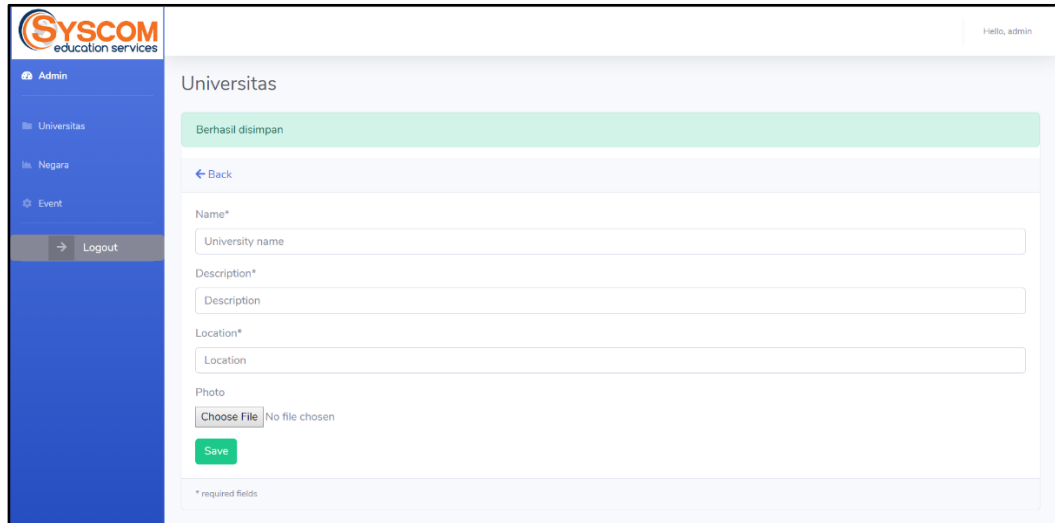 SYSCOM
education services
Hello, admin
Admin
Universitas
Negara
Event
Logout
Universitas
Berhasil disimpan
Back
Name*
University name
Description*
Description
Location*
Location
Photo
Choose File No file chosen
Save
* required fields